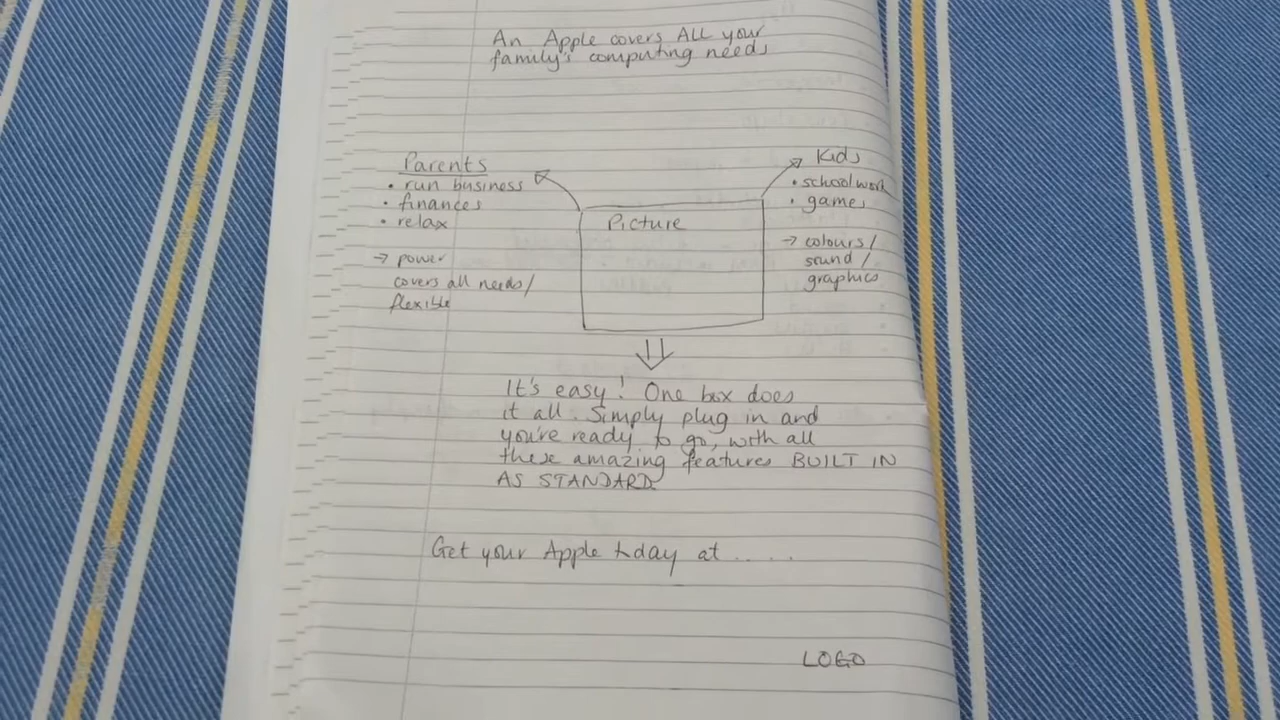 An Apple covers ALL your
family's computing needs
Parents
• run business
• finances
• relax
→ power
covers all needs/
flexible
Picture
Kids
• schoolwork
• games
→ colours/
sound/
graphics
It's easy! One box does
it all. Simply plug in and
you're ready to go, with all
these amazing features BUILT IN
AS STANDARD
Get your Apple today at .....
LOGO